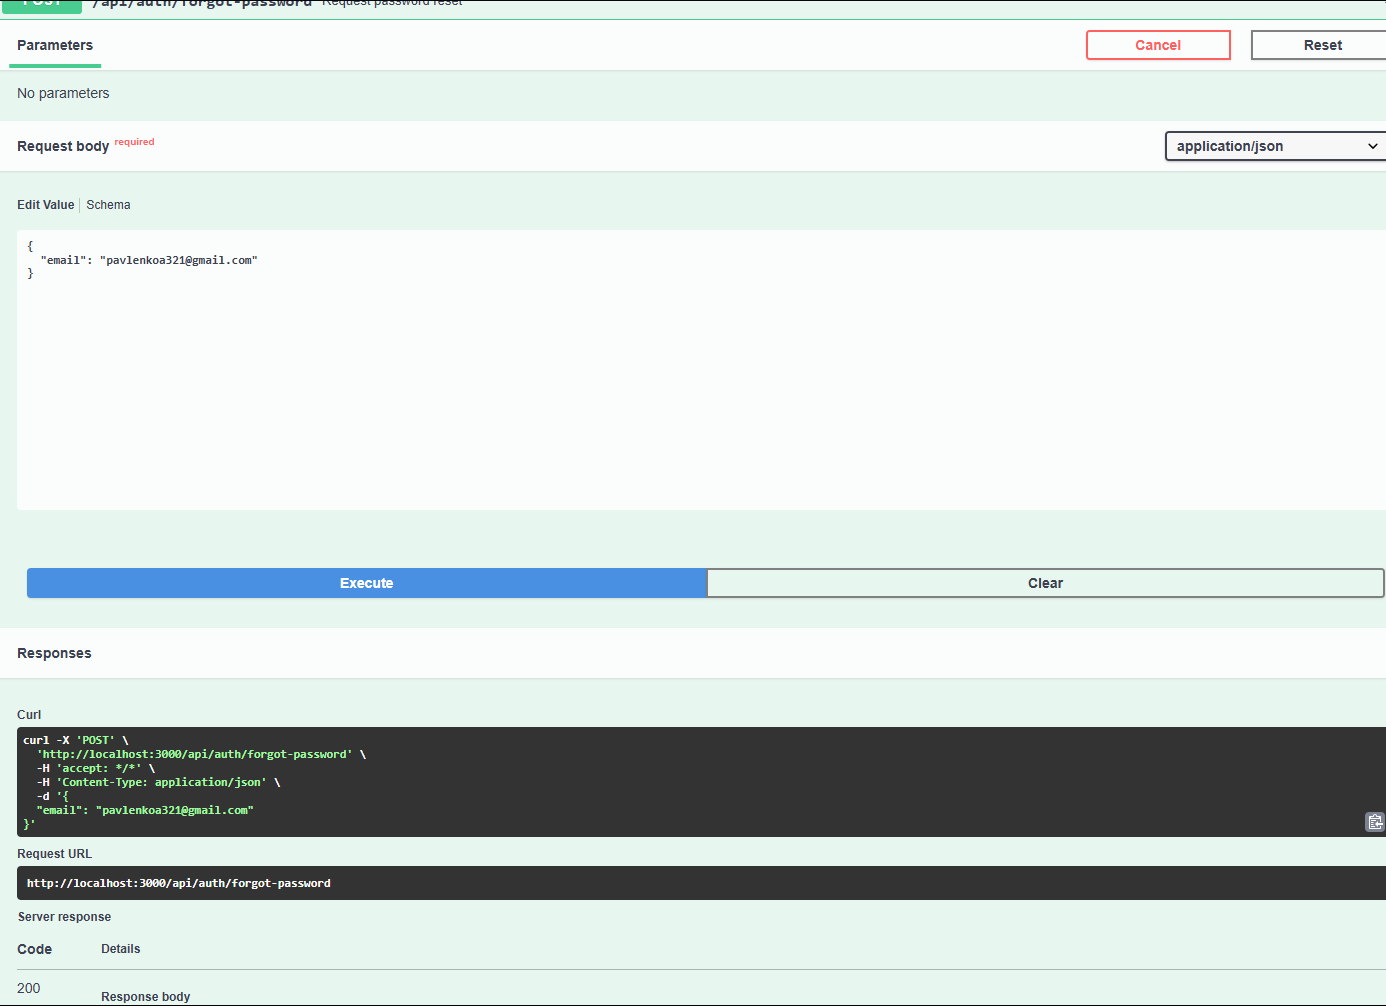 POST /api/auth/forgot-password Request password reset
Parameters
Cancel
Reset
No parameters
Request body required
application/json
Edit Value
Schema
{
"email": "pavlenkoa321@gmail.com"
}
Execute
Clear
Responses
Curl
curl -X 'POST' \
'http://localhost:3000/api/auth/forgot-password' \
-H 'accept: */*' \
-H 'Content-Type: application/json' \
-d '{
"email": "pavlenkoa321@gmail.com"
}'
Request URL
http://localhost:3000/api/auth/forgot-password
Server response
Code
Details
200
Response body